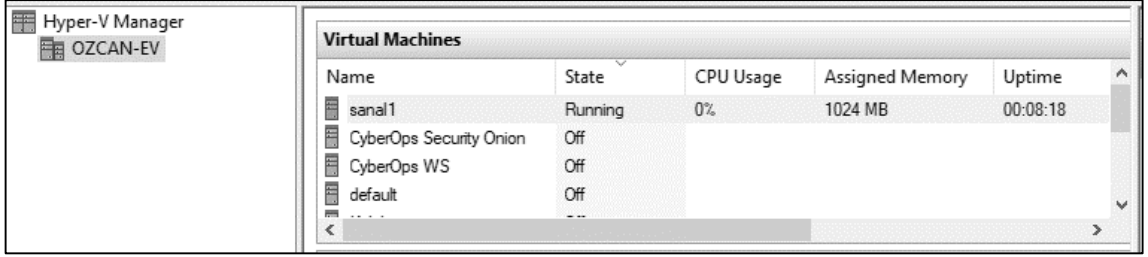 Hyper-V Manager
OZCAN-EV
Virtual Machines
Name State CPU Usage Assigned Memory Uptime
sanal1 Running 0% 1024 MB 00:08:18
CyberOps Security Onion Off
CyberOps WS Off
default Off